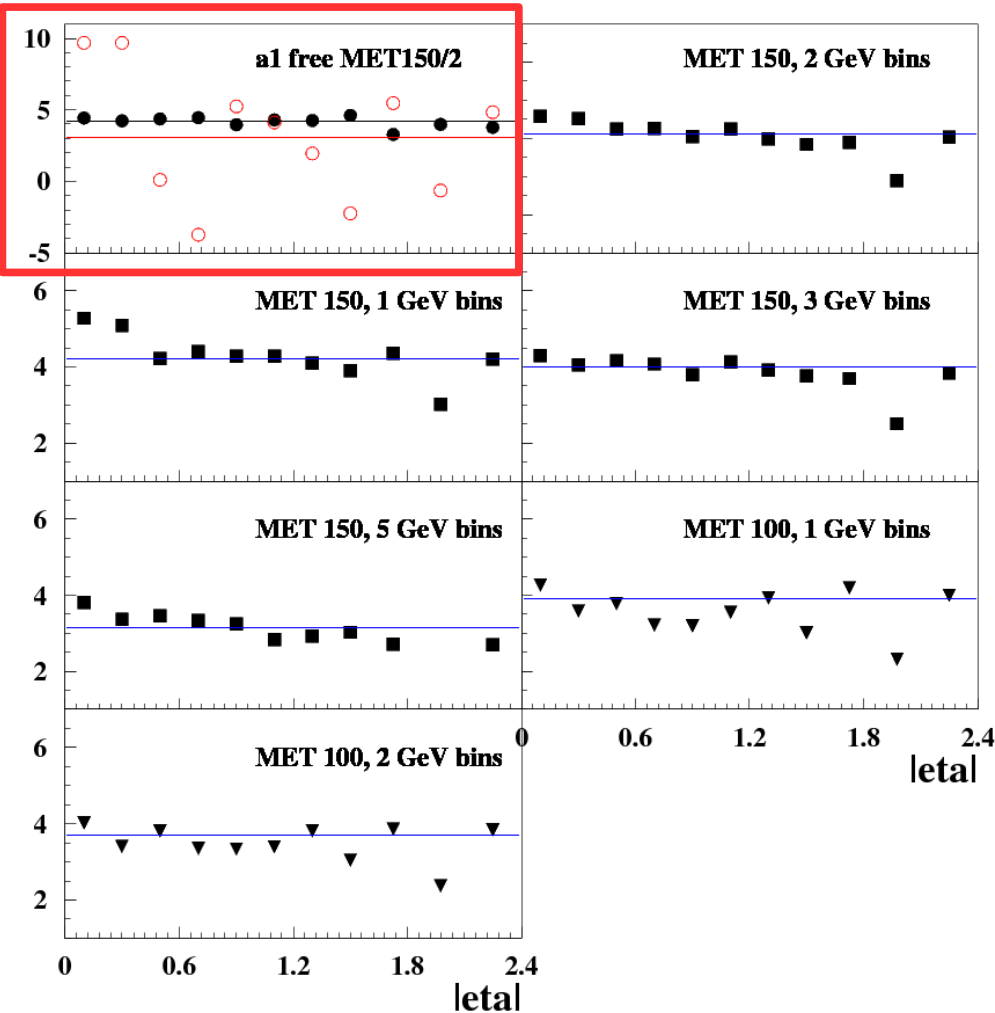 10
a1 free MET150/2
MET 150, 2 GeV bins
5
0
-5
6
MET 150, 1 GeV bins
MET 150, 3 GeV bins
4
2
6
MET 150, 5 GeV bins
MET 100, 1 GeV bins
4
2
0 0.6 1.2 1.8 2.4
|eta|
6
MET 100, 2 GeV bins
4
2
0 0.6 1.2 1.8 2.4
|eta|